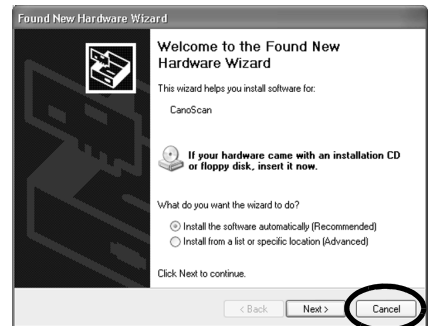 Found New Hardware Wizard
Welcome to the Found New
Hardware Wizard
This wizard helps you install software for:
CanoScan
If your hardware came with an installation CD
or floppy disk, insert it now.
What do you want the wizard to do?
Install the software automatically (Recommended)
Install from a list or specific location (Advanced)
Click Next to continue.
< Back Next > Cancel